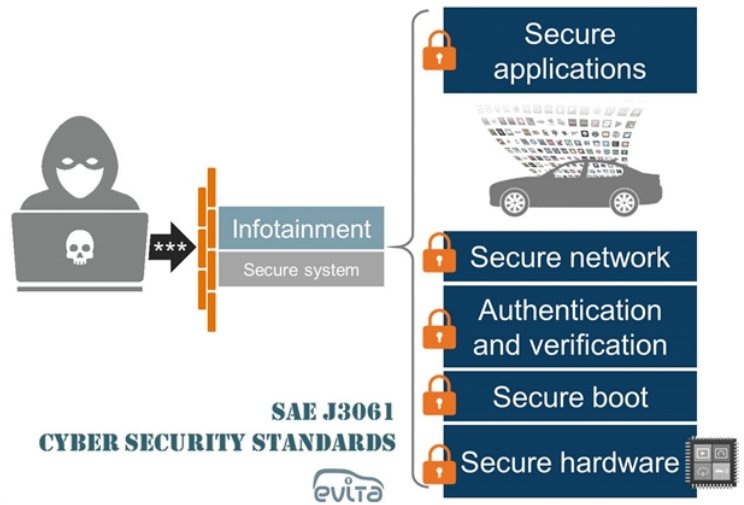 Secure
applications
***
Infotainment
Secure system
Secure network
Authentication
and verification
Secure boot
Secure hardware
SAE J3061
CYBER SECURITY STANDARDS
evita